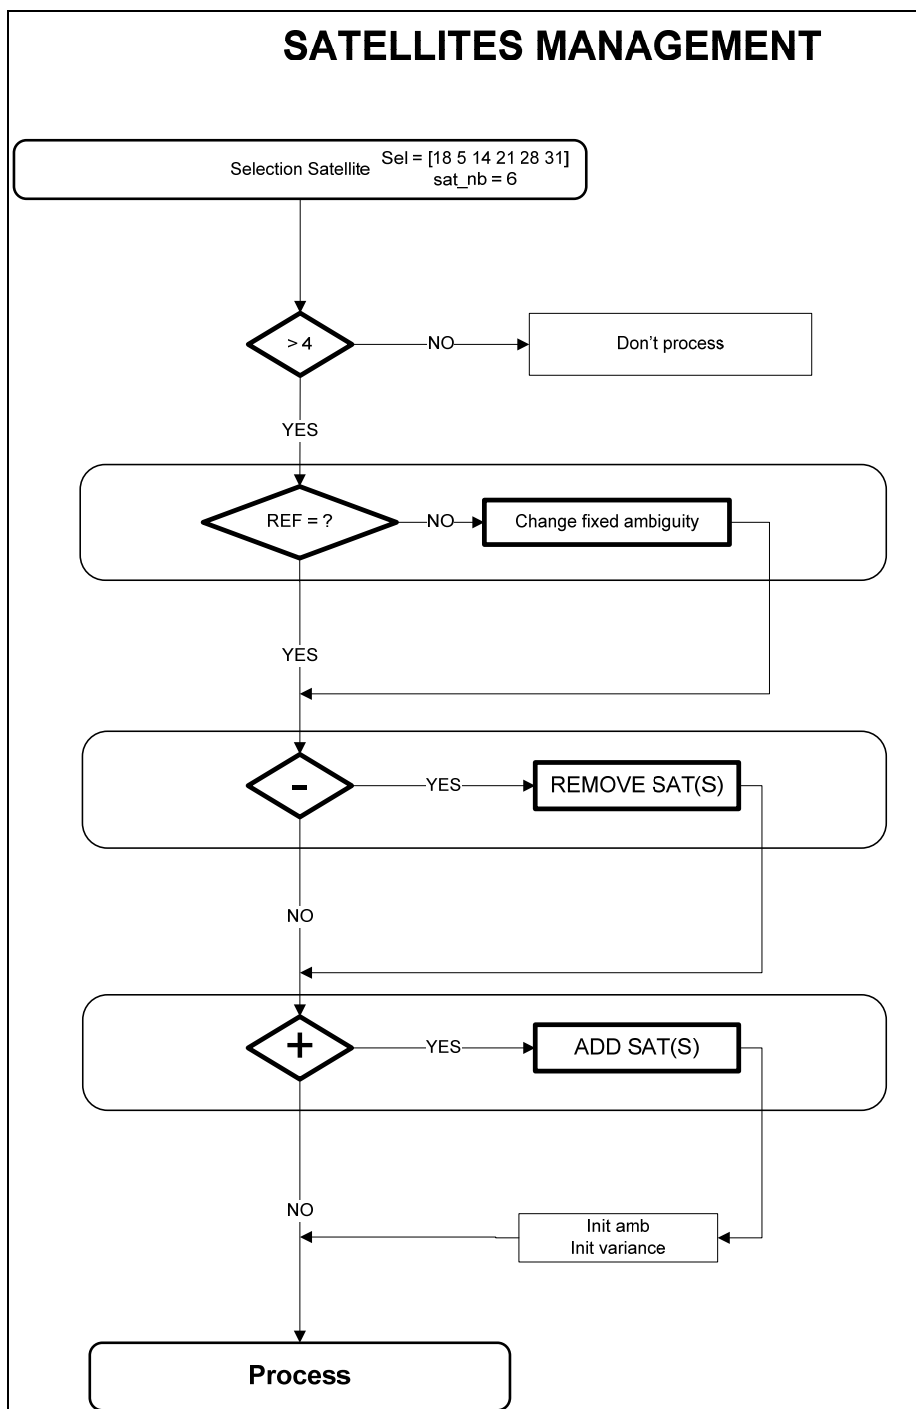 SATELLITES MANAGEMENT
Selection Satellite
Sel = [18 5 14 21 28 31]
sat_nb = 6
> 4
NO
Don't process
YES
REF = ?
NO
Change fixed ambiguity
YES
-
YES
REMOVE SAT(S)
NO
+
YES
ADD SAT(S)
NO
Init amb
Init variance
Process